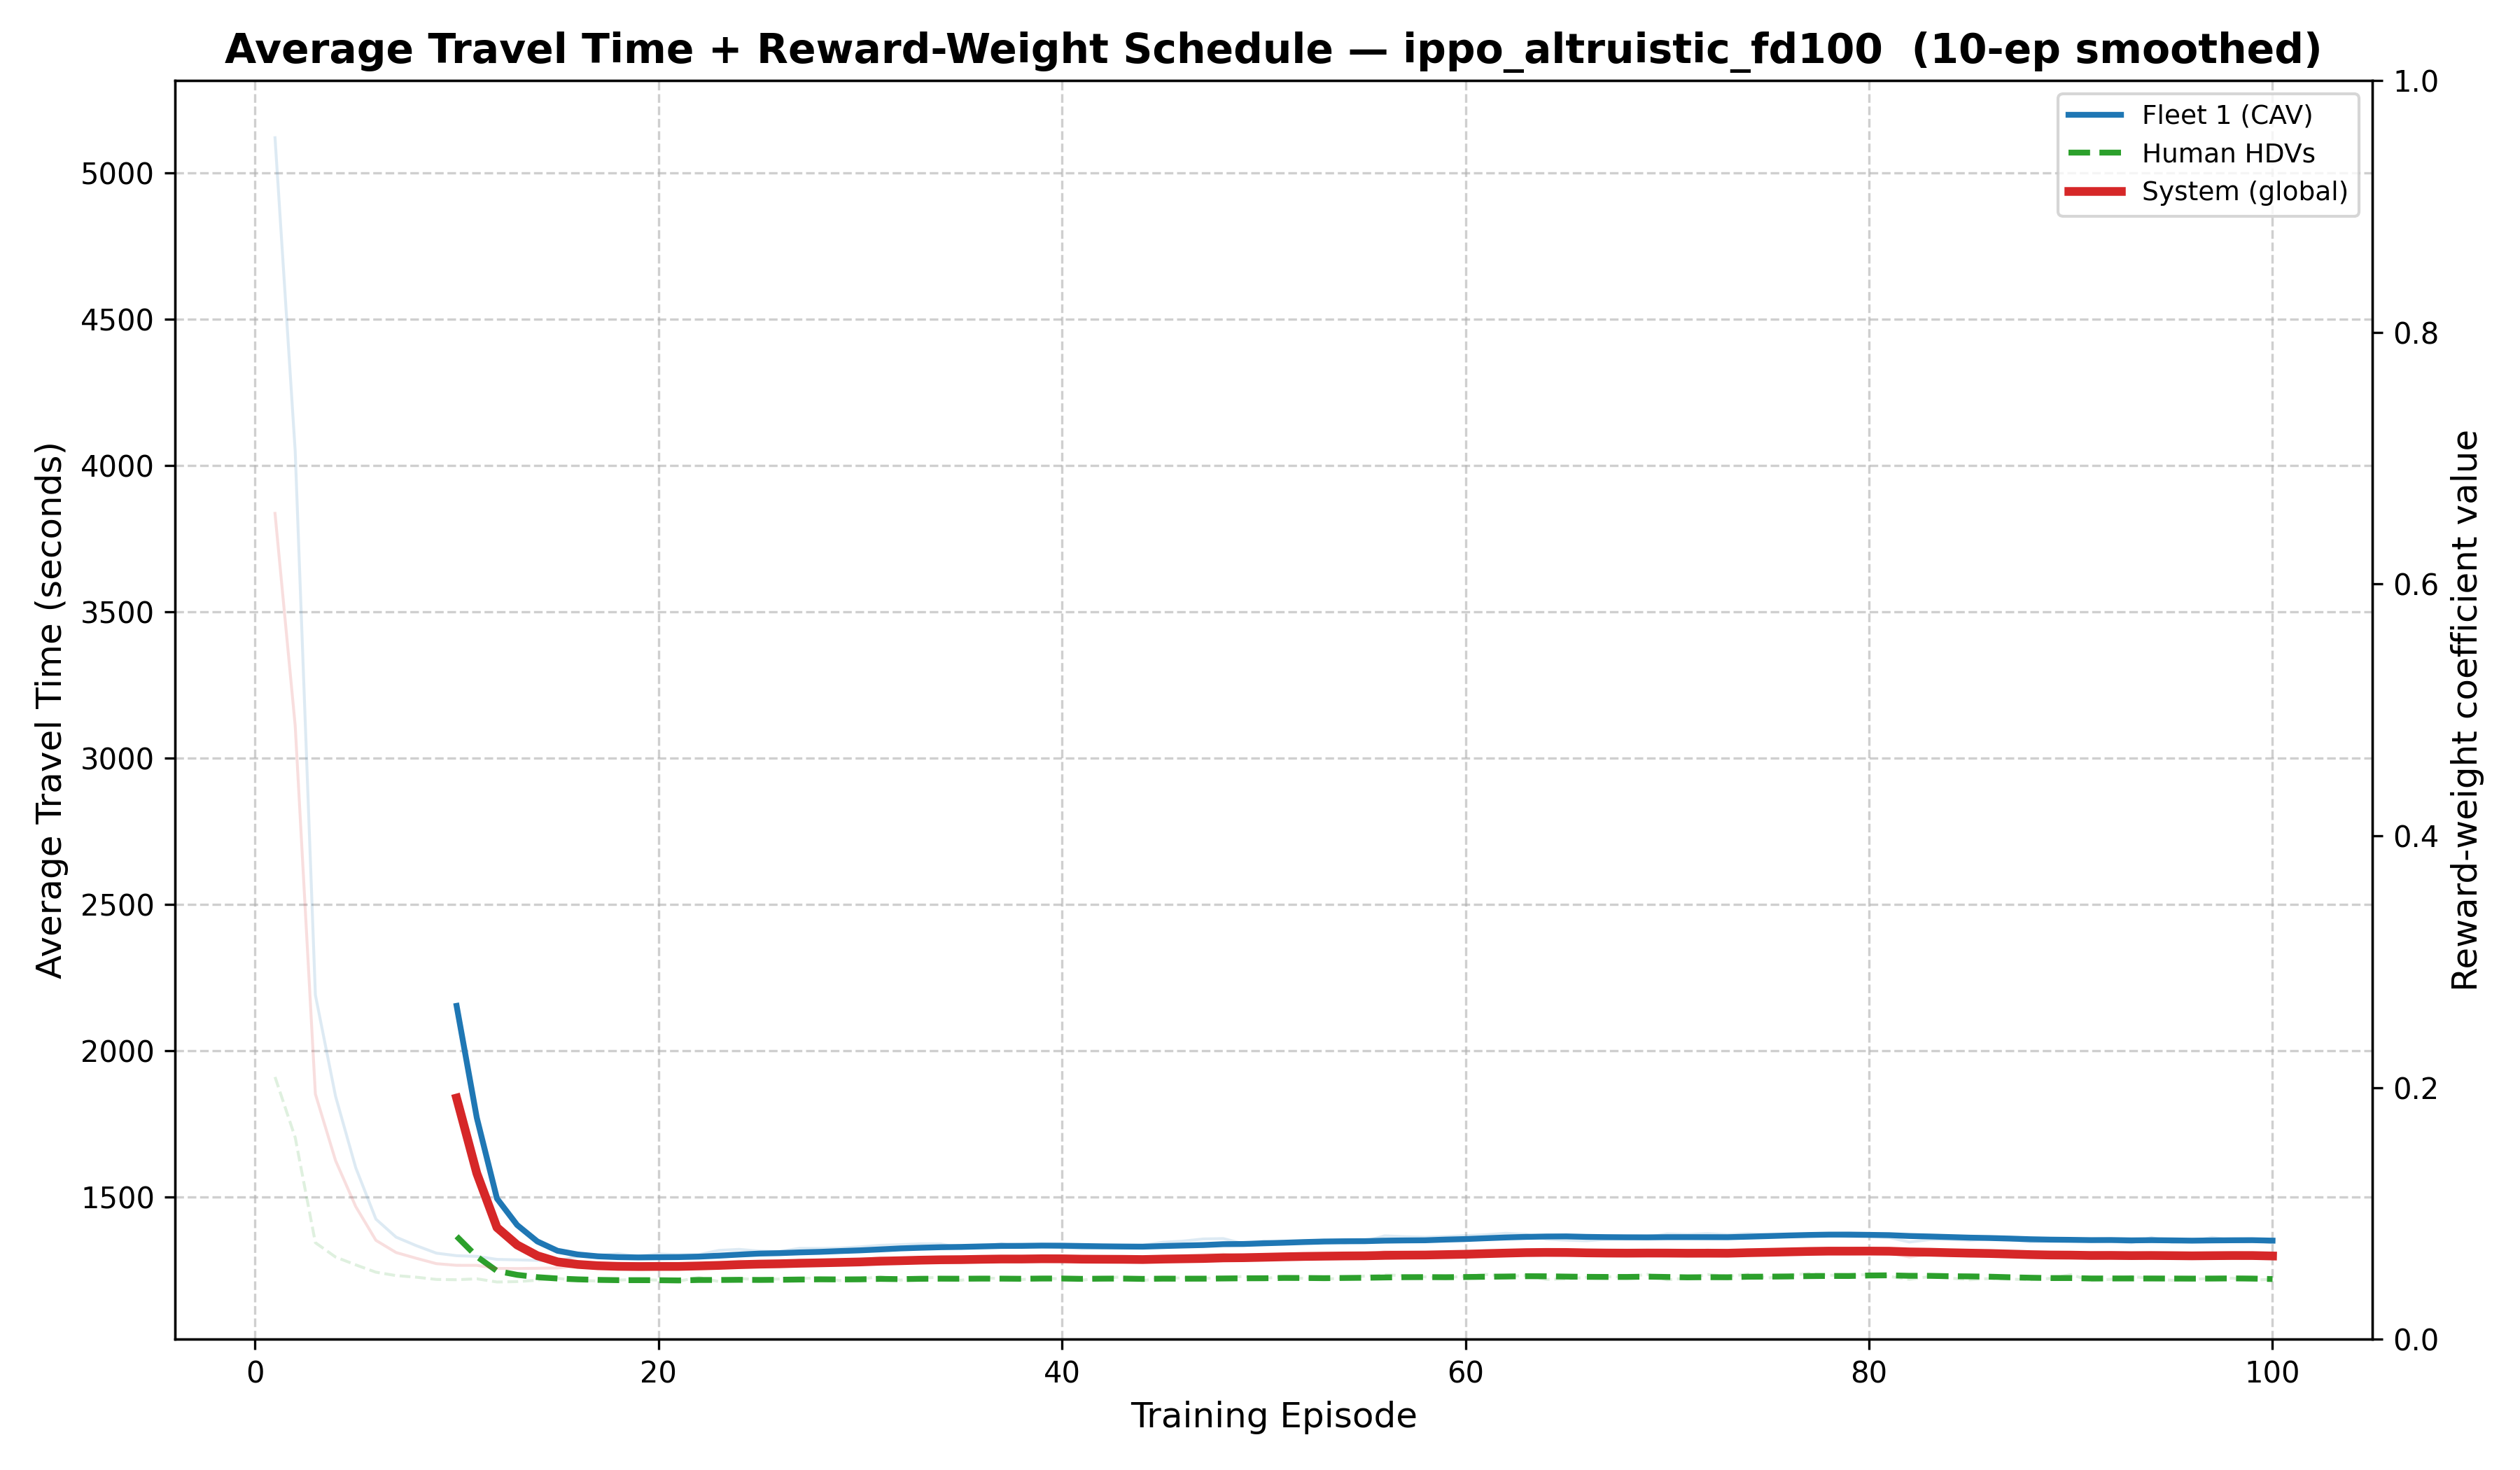 Average Travel Time + Reward-Weight Schedule — ippo_altruistic_fd100  (10-ep smoothed)
Fleet 1 (CAV)
Human HDVs
System (global)
Average Travel Time (seconds)
5000
4500
4000
3500
3000
2500
2000
1500
1.0
0.8
0.6
0.4
0.2
0.0
Reward-weight coefficient value
0
20
40
60
80
100
Training Episode